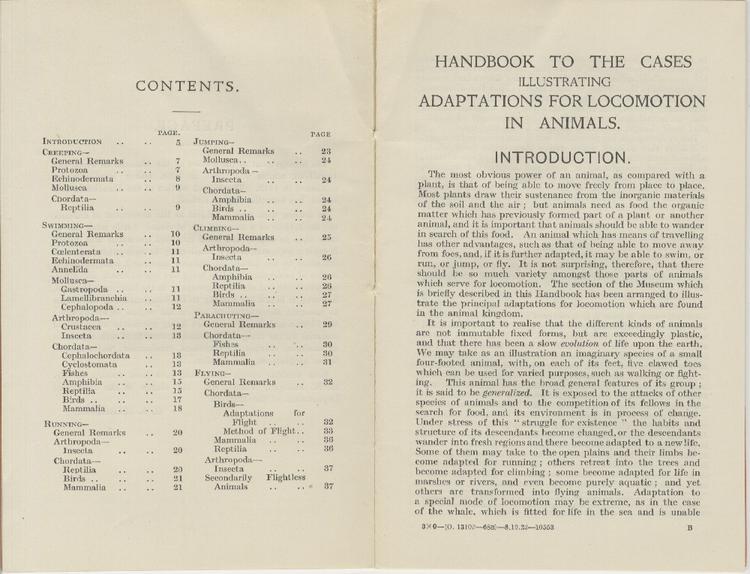 CONTENTS.
PAGE.
INTRODUCTION .. .. 5
CREEPING—
General Remarks .. 7
Protozoa .. .. 7
Echinodermata .. 8
Mollusca .. .. 9
Chordata—
Reptilia .. .. 9
SWIMMING—
General Remarks .. 10
Protozoa .. .. 10
Cœlenterata .. .. 11
Echinodermata .. 11
Annelida .. .. 11
Mollusca—
Gastropoda .. .. 11
Lamellibranchia .. 11
Cephalopoda .. .. 12
Arthropoda—
Crustacea .. .. 12
Insecta .. .. 13
Chordata—
Cephalochordata .. 13
Cyclostomata .. 13
Fishes .. .. 13
Amphibia .. .. 15
Reptilia .. .. 15
Birds .. .. .. 17
Mammalia .. .. 18
RUNNING—
General Remarks .. 20
Arthropoda—
Insecta .. .. 20
Chordata—
Reptilia .. .. 20
Birds .. .. .. 21
Mammalia .. .. 21
PAGE
JUMPING—
General Remarks .. 23
Mollusca .. .. .. 24
Arthropoda—
Insecta .. .. 24
Chordata—
Amphibia .. .. 24
Birds .. .. .. 24
Mammalia .. .. 24
CLIMBING—
General Remarks .. 25
Arthropoda—
Insecta .. .. 26
Chordata—
Amphibia .. .. 26
Reptilia .. .. 26
Birds .. .. .. 27
Mammalia .. .. 27
PARACHUTING—
General Remarks .. 29
Chordata—
Fishes .. .. 30
Reptilia .. .. 30
Mammalia .. .. 31
FLYING—
General Remarks .. 32
Chordata—
Birds—
Adaptations for
Flight .. .. 32
Method of Flight .. 33
Mammalia .. .. 36
Reptilia .. .. 36
Arthropoda—
Insecta .. .. 37
Secondarily Flightless
Animals .. .. 37
HANDBOOK TO THE CASES
ILLUSTRATING
ADAPTATIONS FOR LOCOMOTION
IN ANIMALS.
INTRODUCTION.
The most obvious power of an animal, as compared with a
plant, is that of being able to move freely from place to place.
Most plants draw their sustenance from the inorganic materials
of the soil and the air; but animals need as food the organic
matter which has previously formed part of a plant or another
animal, and it is important that animals should be able to wander
in search of this food. An animal which has means of travelling
has other advantages, such as that of being able to move away
from foes, and, if it is further adapted, it may be able to swim, or
run, or jump, or fly. It is not surprising, therefore, that there
should be so much variety amongst those parts of animals
which serve for locomotion. The section of the Museum which
is briefly described in this Handbook has been arranged to illus-
trate the principal adaptations for locomotion which are found
in the animal kingdom.
It is important to realise that the different kinds of animals
are not immutable fixed forms, but are exceedingly plastic,
and that there has been a slow evolution of life upon the earth.
We may take as an illustration an imaginary species of a small
four-footed animal, with, on each of its feet, five clawed toes
which can be used for varied purposes, such as walking or fight-
ing. This animal has the broad general features of its group;
it is said to be generalized. It is exposed to the attacks of other
species of animals and to the competition of its fellows in the
search for food, and its environment is in process of change.
Under stress of this "struggle for existence" the habits and
structure of its descendants become changed, or the descendants
wander into fresh regions and there become adapted to a new life.
Some of them may take to the open plains and their limbs be-
come adapted for running; others retreat into the trees and
become adapted for climbing; some become adapted for life in
marshes or rivers, and even become purely aquatic; and yet
others are transformed into flying animals. Adaptation to
a special mode of locomotion may be extreme, as in the case
of the whale, which is fitted for life in the sea and is unable
B